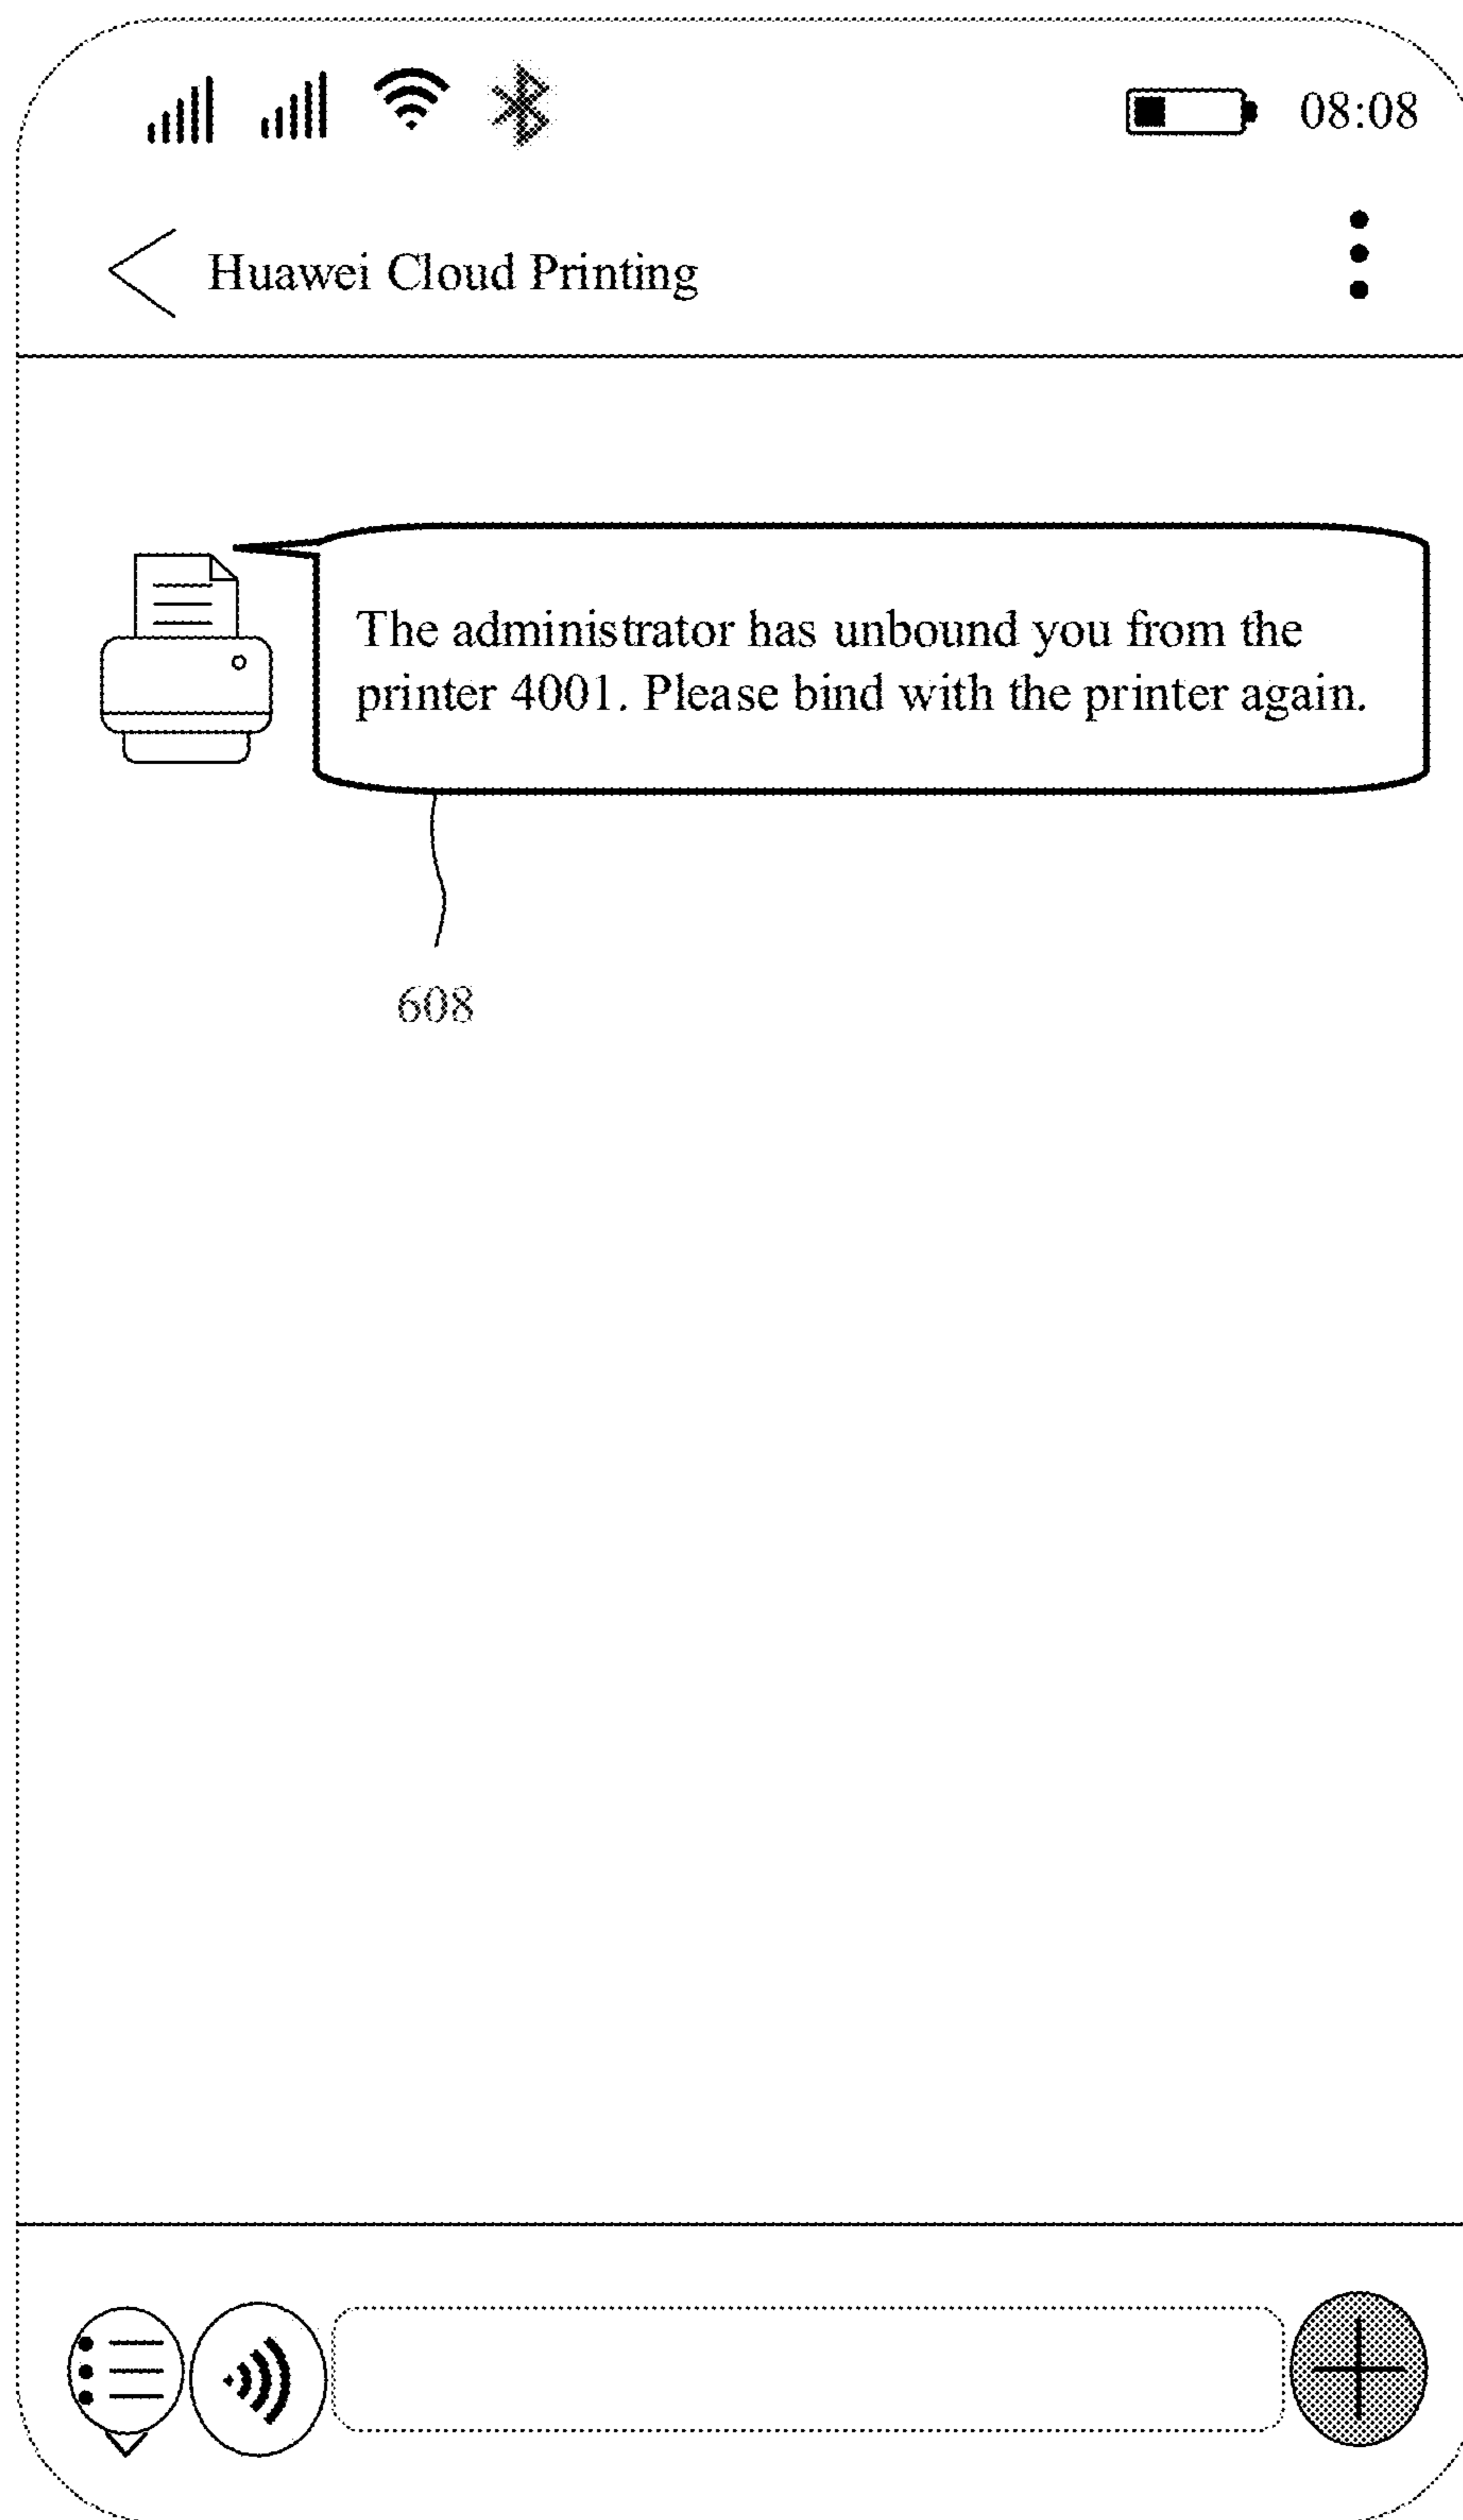 08:08
Huawei Cloud Printing
The administrator has unbound you from the
printer 4001. Please bind with the printer again.
608